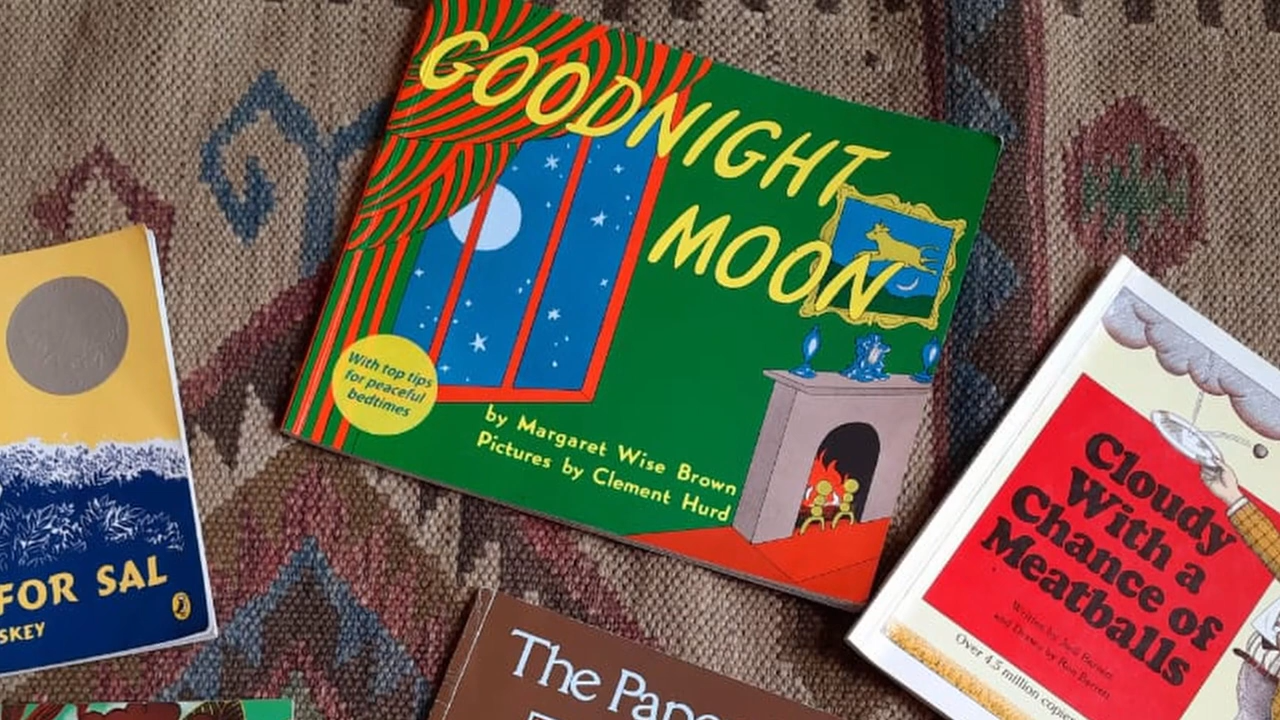 GOODNIGHT
MOON
With top tips
for peaceful
bedtimes
by Margaret Wise Brown
Pictures by Clement Hurd
FOR SAL
SKEY
Cloudy
With a
Chance of
Meatballs
Written by Judi Barrett
and Drawn by Ron Barrett
Over 4.5 million copies
The Pape